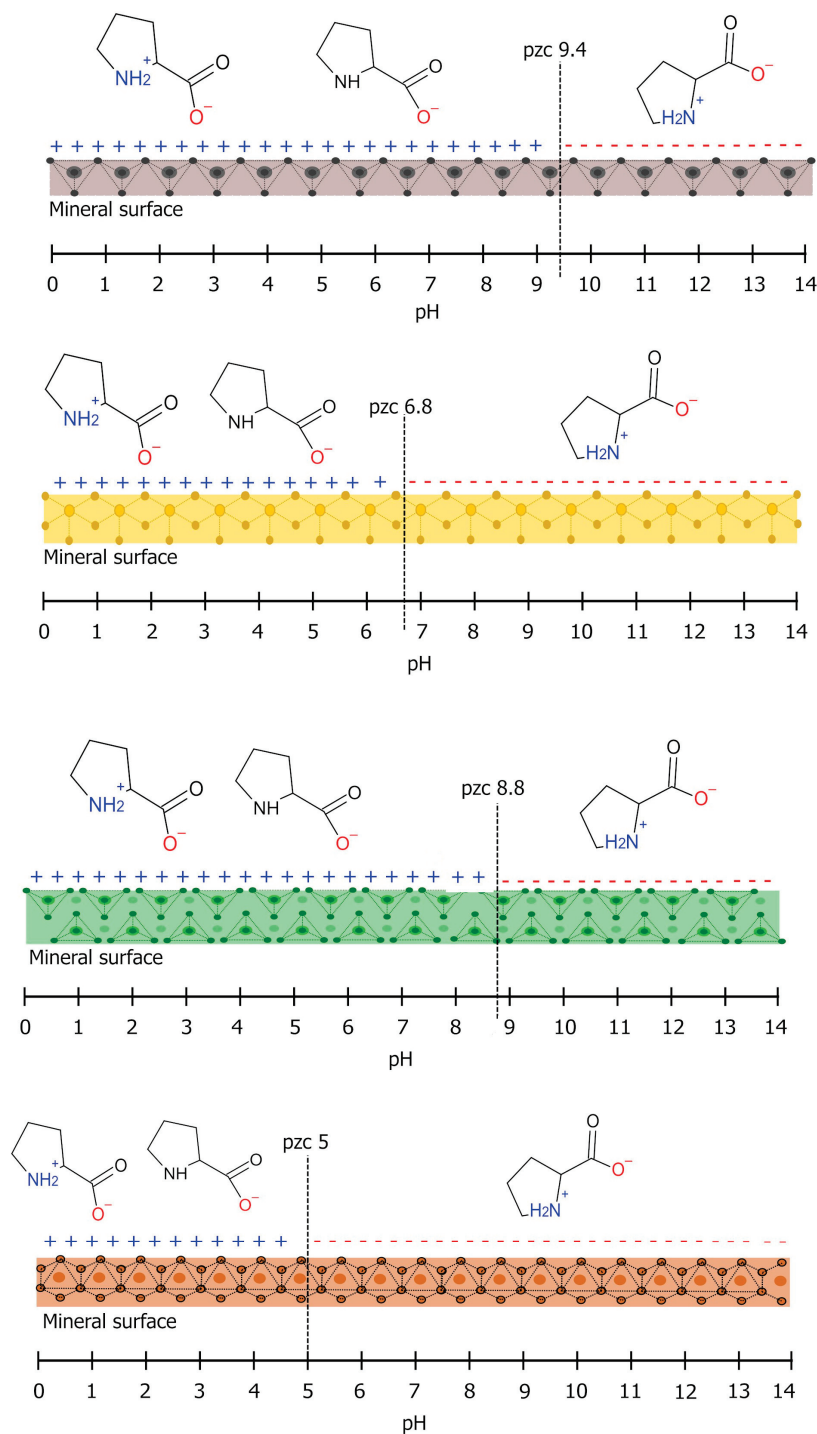 pzc 9.4
O
O
O⁻
NH2 +
O⁻
NH
O⁻
O
H2N +
+ + + + + + + + + + + + + + + + + + + + + + + +
- - - - - - - - - - - - - - - - - -
Mineral surface
0 1 2 3 4 5 6 7 8 9 10 11 12 13 14
pH
pzc 6.8
O
O
O⁻
NH2 +
O⁻
NH
O⁻
O
H2N +
+ + + + + + + + + + + + + + + +
- - - - - - - - - - - - - - - - - - - - - - - - - - -
Mineral surface
0 1 2 3 4 5 6 7 8 9 10 11 12 13 14
pH
pzc 8.8
O
O
O⁻
NH2 +
O⁻
NH
O⁻
O
H2N +
+ + + + + + + + + + + + + + + + + + + + + +
- - - - - - - - - - - - - - - - - - -
Mineral surface
0 1 2 3 4 5 6 7 8 9 10 11 12 13 14
pH
pzc 5
O
O
O⁻
NH2 +
O⁻
NH
O⁻
O
H2N +
+ + + + + + + + + + + +
- - - - - - - - - - - - - - - - - - - - - - - - - - - - - - - -
Mineral surface
0 1 2 3 4 5 6 7 8 9 10 11 12 13 14
pH